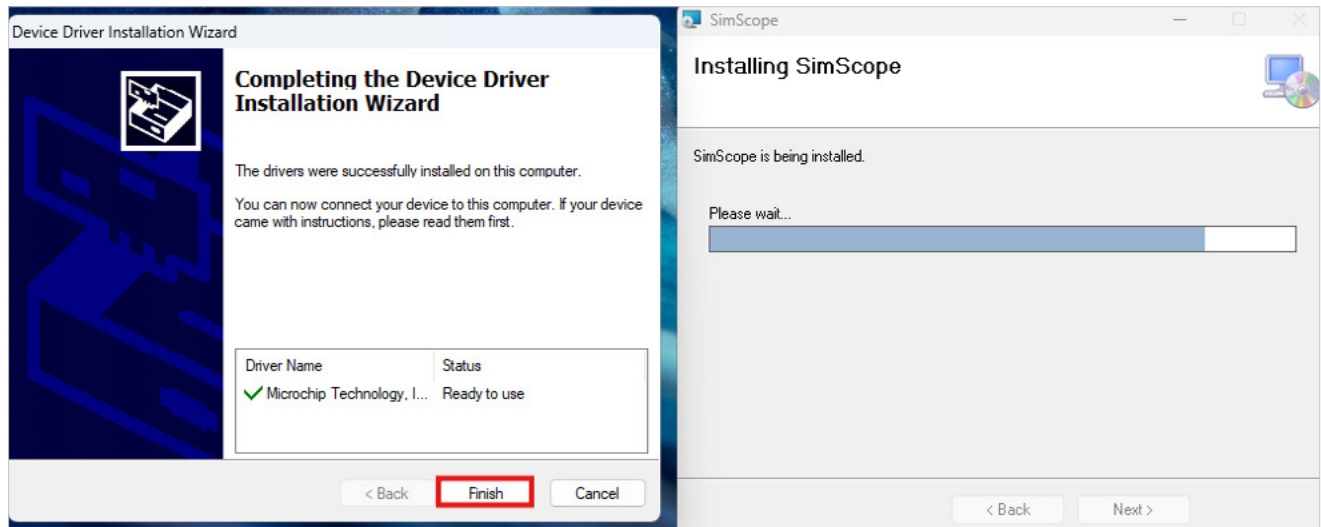 Device Driver Installation Wizard
Completing the Device Driver
Installation Wizard
The drivers were successfully installed on this computer.
You can now connect your device to this computer. If your device
came with instructions, please read them first.
Driver Name Status
Microchip Technology, I... Ready to use
< Back Finish Cancel
SimScope
Installing SimScope
SimScope is being installed.
Please wait...
< Back Next >